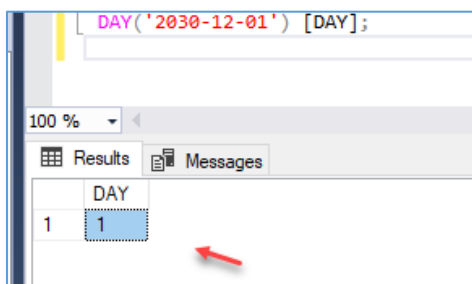 DAY('2030-12-01') [DAY];
100 %
Results Messages
DAY
1 1